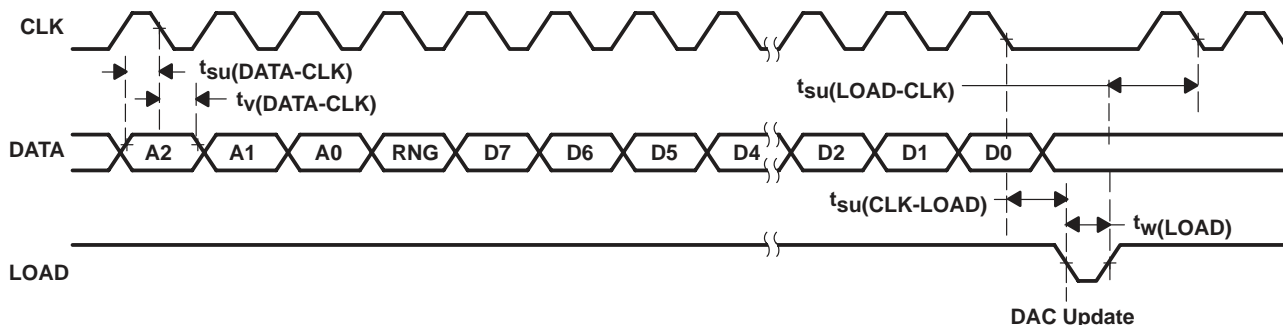 CLK
tsu(DATA-CLK)
tv(DATA-CLK)
tsu(LOAD-CLK)
DATA
A2 A1 A0 RNG D7 D6 D5 D4 D2 D1 D0
tsu(CLK-LOAD)
tw(LOAD)
LOAD
DAC Update